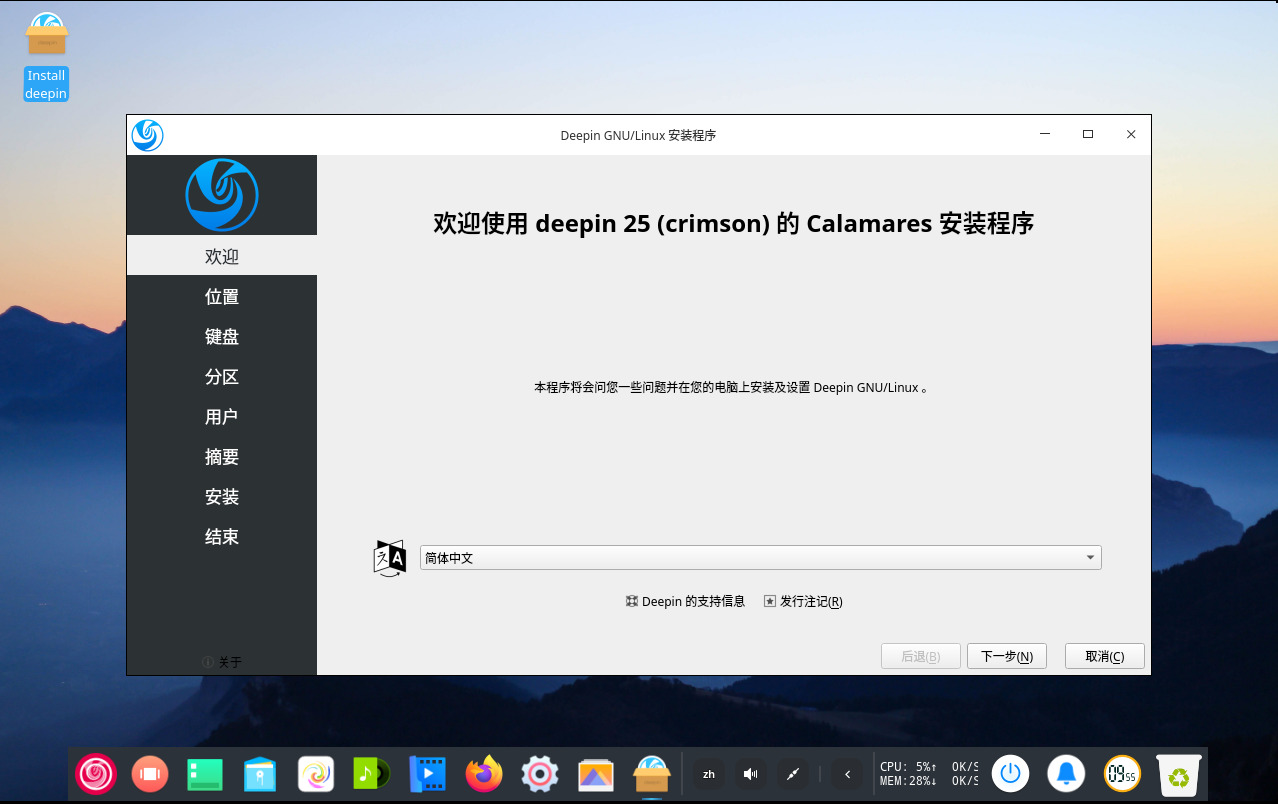 Install
deepin
Deepin GNU/Linux 安装程序
欢迎
位置
键盘
分区
用户
摘要
安装
结束
关于
欢迎使用 deepin 25 (crimson) 的 Calamares 安装程序
本程序将会问您一些问题并在您的电脑上安装及设置 Deepin GNU/Linux 。
简体中文
Deepin 的支持信息 发行注记(R)
后退(B) 下一步(N) 取消(C)
zh
CPU: 5%↑ 0K/S
MEM:28%↓ 0K/S
09 55